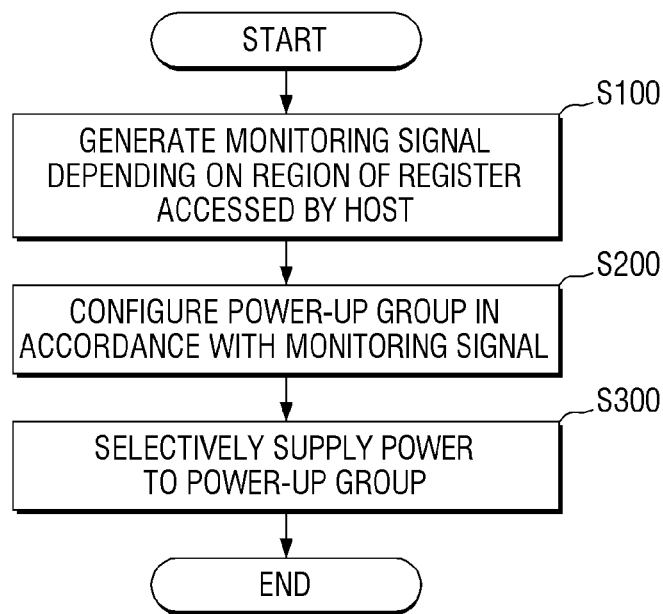 START
S100
GENERATE MONITORING SIGNAL
DEPENDING ON REGION OF REGISTER
ACCESSED BY HOST
S200
CONFIGURE POWER-UP GROUP IN
ACCORDANCE WITH MONITORING SIGNAL
S300
SELECTIVELY SUPPLY POWER
TO POWER-UP GROUP
END